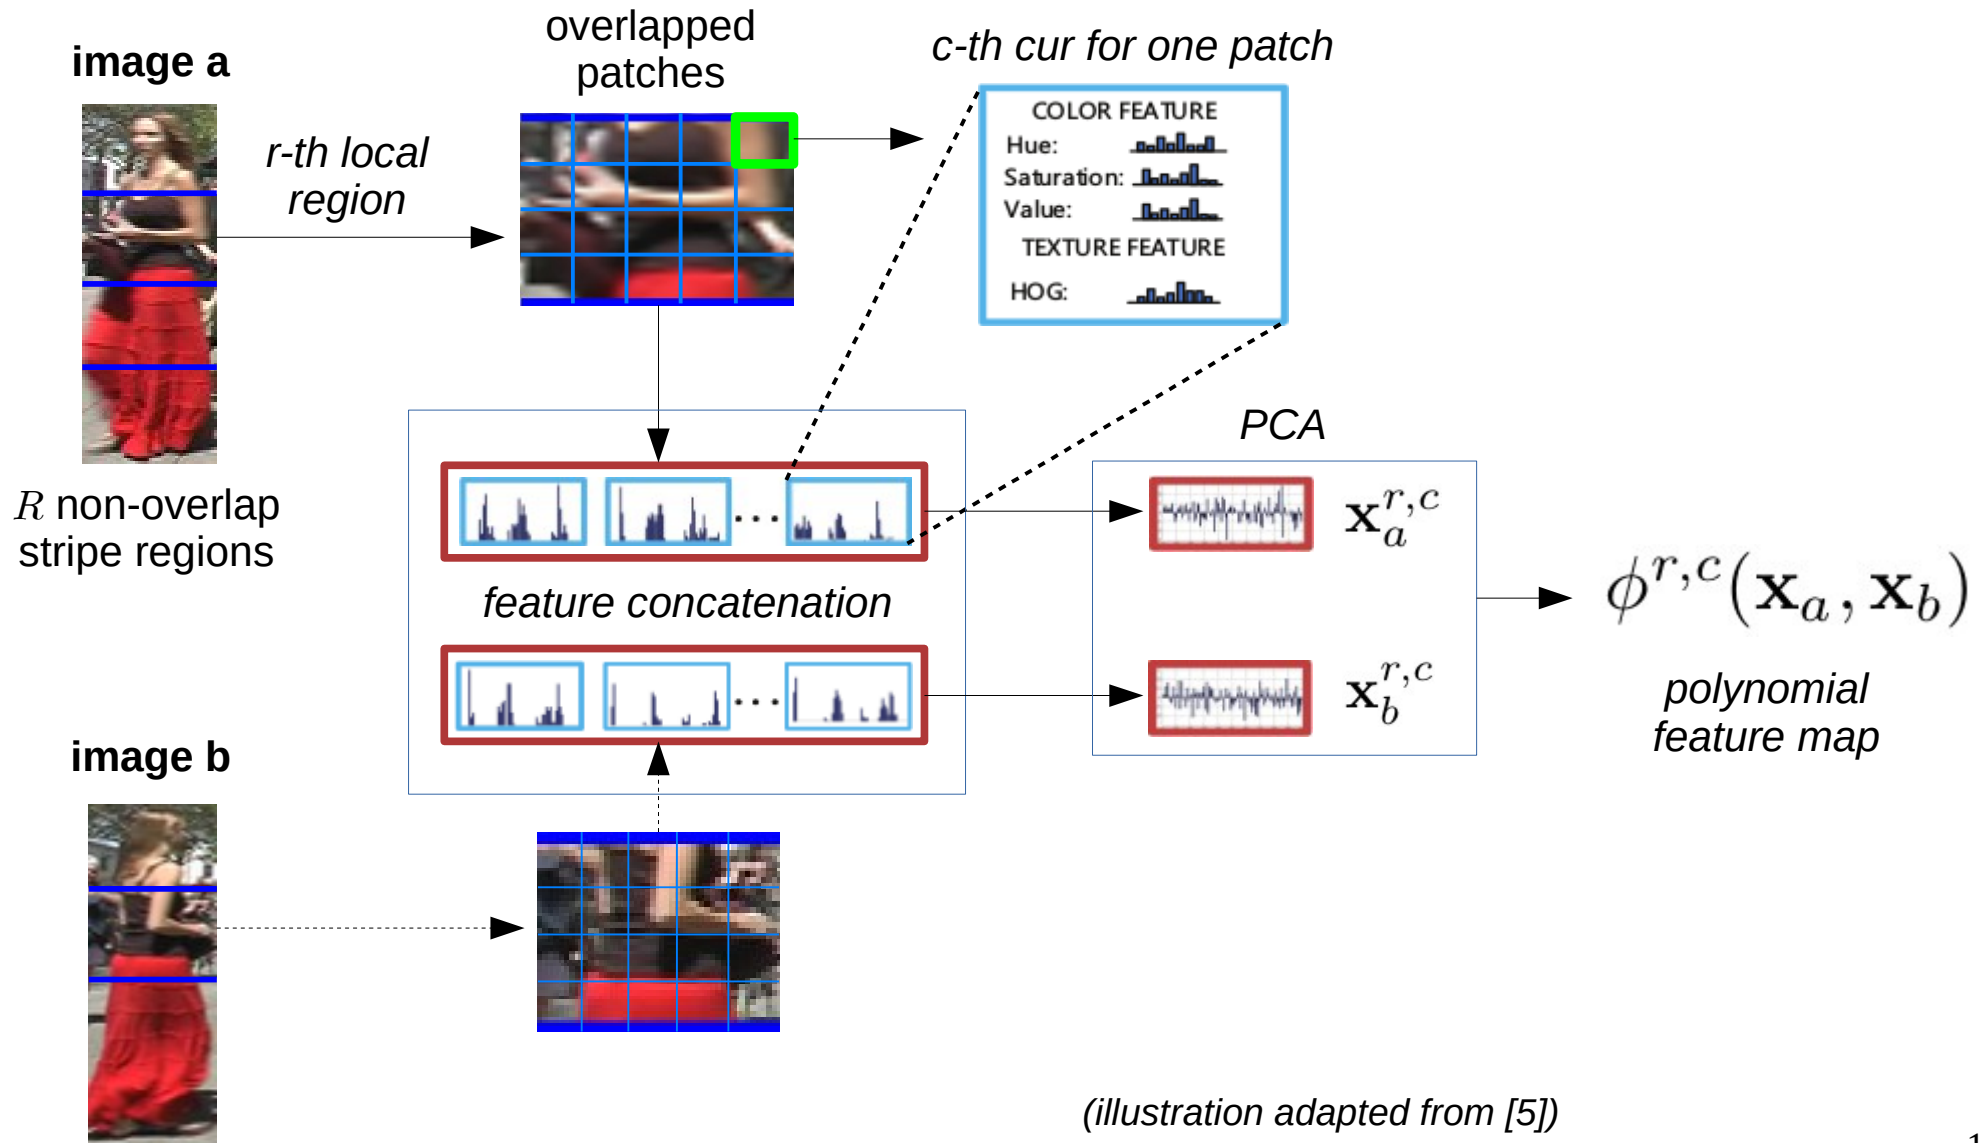 image a
overlapped
patches
c-th cur for one patch
r-th local
region
COLOR FEATURE
Hue:
Saturation:
Value:
TEXTURE FEATURE
HOG:
R non-overlap
stripe regions
PCA
...
x_a^{r,c}
feature concatenation
ϕ^{r,c}(x_a, x_b)
...
x_b^{r,c}
polynomial
feature map
image b
(illustration adapted from [5])